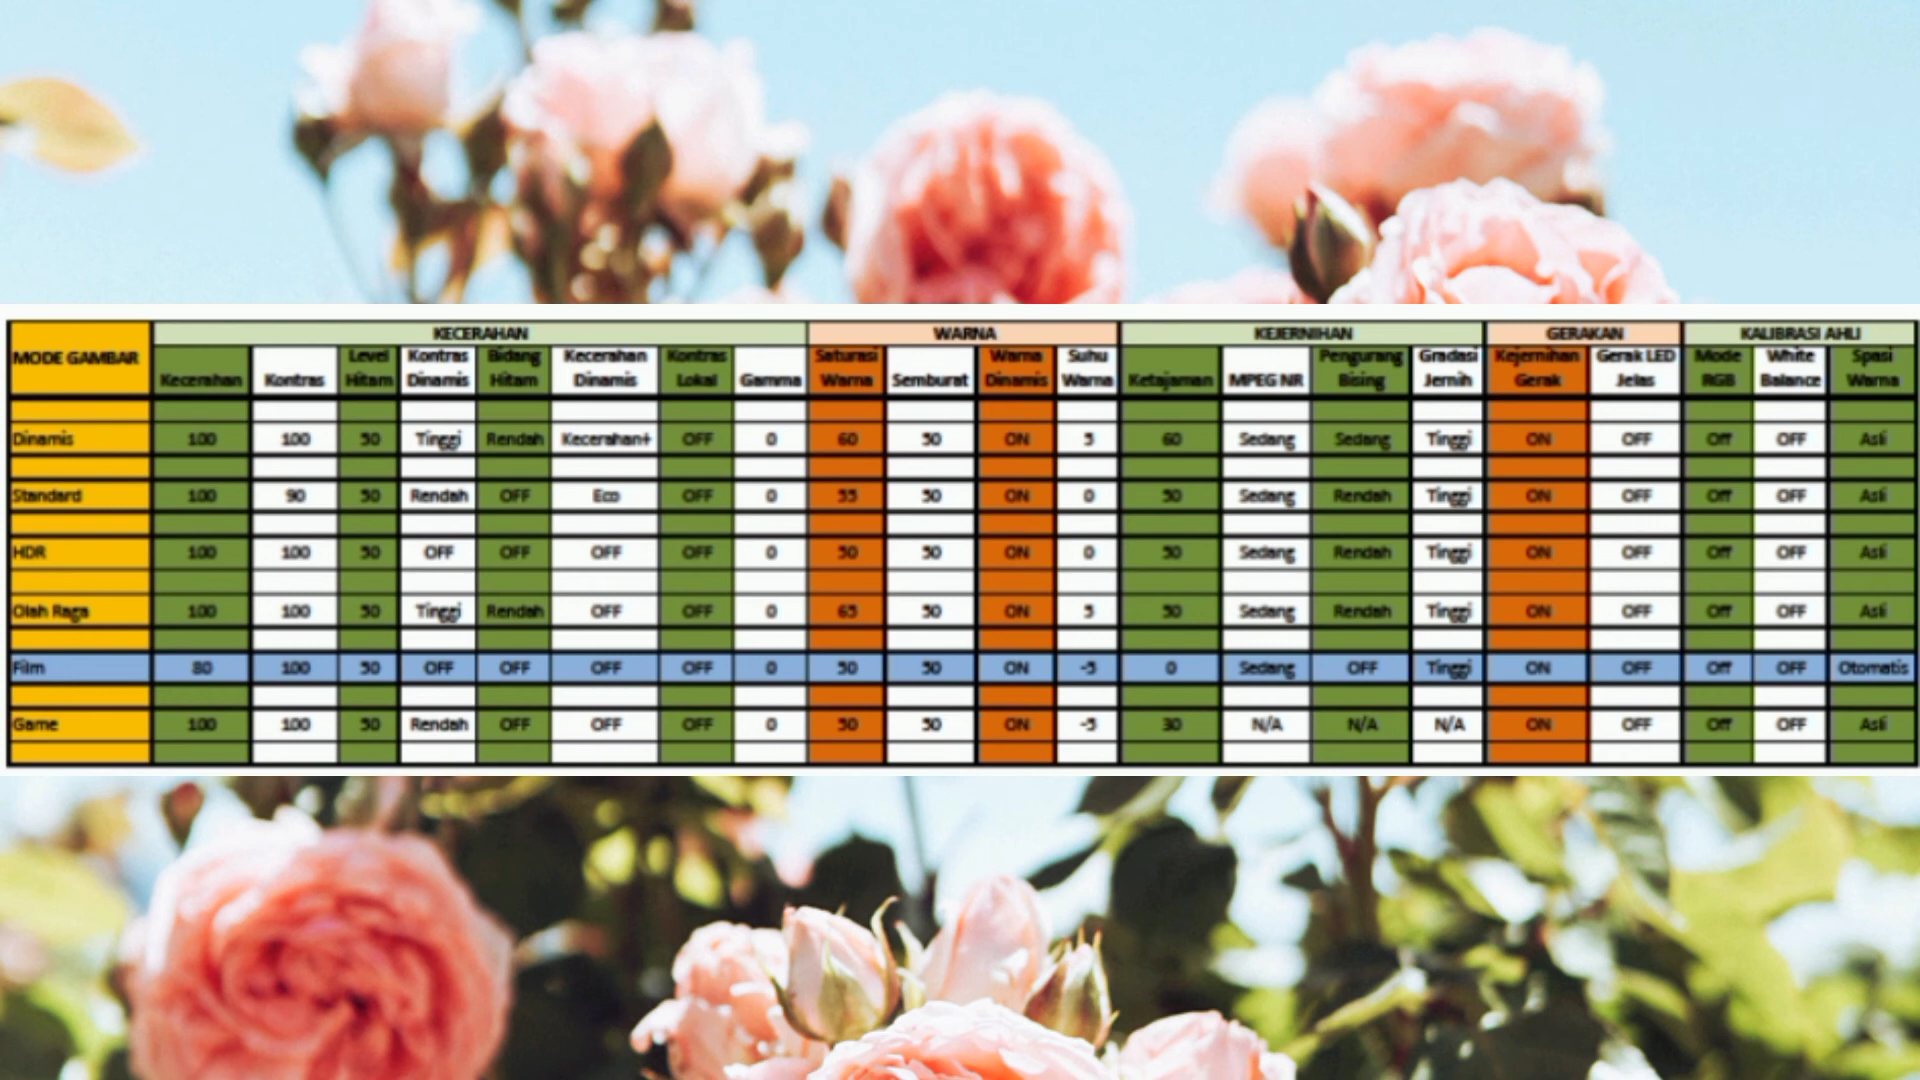 KECERAHAN WARNA KEJERNIHAN GERAKAN KALIBRASI AHLI
MODE GAMBAR Kecerahan Kontras Level Hitam Kontras Dinamis Bidang Hitam Kecerahan Dinamis Kontras Lokal Gamma Saturasi Warna Semburat Warna Dinamis Suhu Warna Ketajaman MPEG NR Pengurang Bising Gradasi Jernih Kejernihan Gerak Gerak LED Jelas Mode RGB White Balance Spasi Warna
Dinamis 100 100 50 Tinggi Rendah Kecerahan+ OFF 0 60 50 ON 5 60 Sedang Sedang Tinggi ON OFF Off OFF Asli
Standard 100 90 50 Rendah OFF Eco OFF 0 55 50 ON 0 50 Sedang Rendah Tinggi ON OFF Off OFF Asli
HDR 100 100 50 OFF OFF OFF OFF 0 50 50 ON 0 50 Sedang Rendah Tinggi ON OFF Off OFF Asli
Olah Raga 100 100 50 Tinggi Rendah OFF OFF 0 65 50 ON 5 50 Sedang Rendah Tinggi ON OFF Off OFF Asli
Film 80 100 50 OFF OFF OFF OFF 0 50 50 ON -5 0 Sedang OFF Tinggi ON OFF Off OFF Otomatis
Game 100 100 50 Rendah OFF OFF OFF 0 50 50 ON -5 30 N/A N/A N/A ON OFF Off OFF Asli